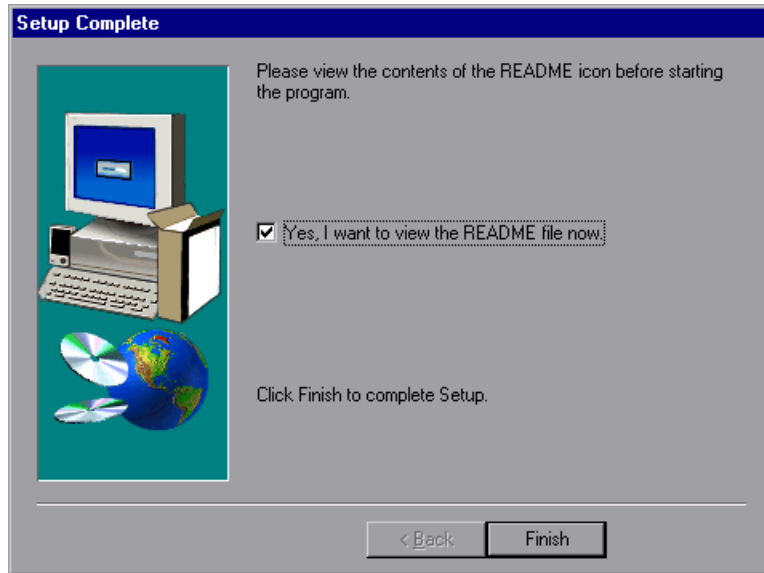 Setup Complete
Please view the contents of the README icon before starting
the program.
Yes, I want to view the README file now.
Click Finish to complete Setup.
< Back
Finish